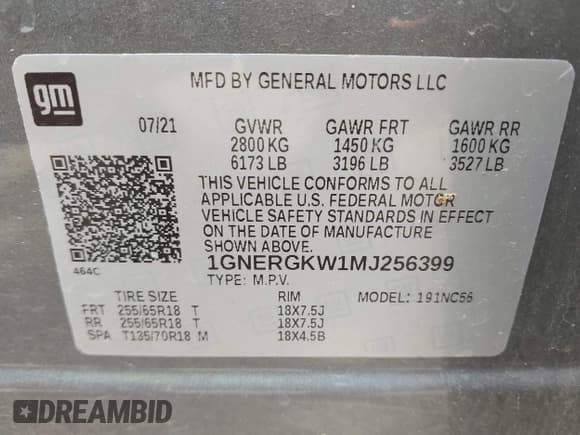 gm
MFD BY GENERAL MOTORS LLC
07/21 GVWR GAWR FRT GAWR RR
2800 KG 1450 KG 1600 KG
6173 LB 3196 LB 3527 LB
THIS VEHICLE CONFORMS TO ALL
APPLICABLE U.S. FEDERAL MOTOR
VEHICLE SAFETY STANDARDS IN EFFECT
ON THE DATE OF MANUFACTURE
SHOWN ABOVE.
464C
1GNERGKW1MJ256399
TYPE: M.P.V.
TIRE SIZE RIM MODEL: 191NC56
FRT 255/65R18 T 18X7.5J
RR 255/65R18 T 18X7.5J
SPA T135/70R18 M 18X4.5B
DREAMBID